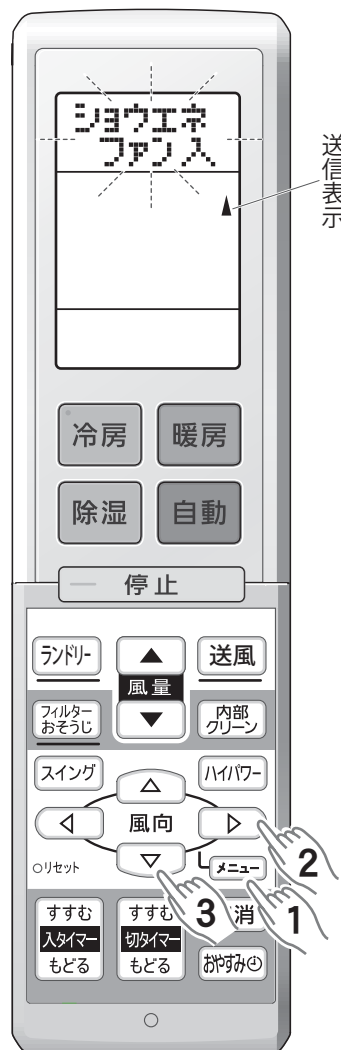 ショウエネ
ファン 入
送信表示
冷房
暖房
除湿
自動
停止
ランドリー
▲
風量
▼
送風
フィルター
おそうじ
内部
クリーン
スイング
ハイパワー
風向
リセット
メニュー
2
3
1
すすむ
入タイマー
もどる
すすむ
切タイマー
もどる
消
おやすみ